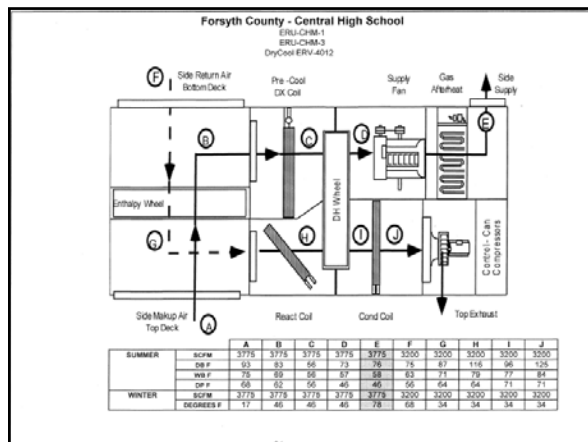 Forsyth County - Central High School
ERU-CHM-1
ERU-CHM-3
DryCool ERV-4012
F
Side Return Air
Bottom Deck
Pre -Cool
DX Coil
Supply
Fan
Gas
Afterheat
Side
Supply
B
C
D
E
Enthalpy Wheel
DH Wheel
G
H
I
J
Control- Can
Compressors
Side Makup Air
Top Deck
A
React Coil
Cond Coil
Top Exhaust
A B C D E F G H I J
SUMMER SCFM 3775 3775 3775 3775 3775 3200 3200 3200 3200 3200
DB F 93 83 56 73 76 75 87 116 96 125
WB F 75 69 56 57 58 63 71 79 77 84
DP F 68 62 56 46 46 56 64 64 71 71
WINTER SCFM 3775 3775 3775 3775 3775 3200 3200 3200 3200 3200
DEGREES F 17 46 46 46 78 68 34 34 34 34